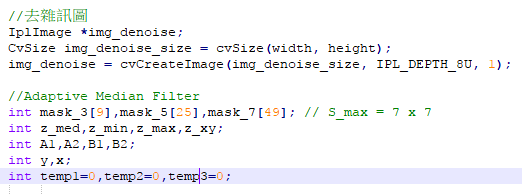 //去雜訊圖
IplImage *img_denoise;
CvSize img_denoise_size = cvSize(width, height);
img_denoise = cvCreateImage(img_denoise_size, IPL_DEPTH_8U, 1);
//Adaptive Median Filter
int mask_3[9],mask_5[25],mask_7[49]; // S_max = 7 x 7
int z_med,z_min,z_max,z_xy;
int A1,A2,B1,B2;
int y,x;
int temp1=0,temp2=0,temp3=0;